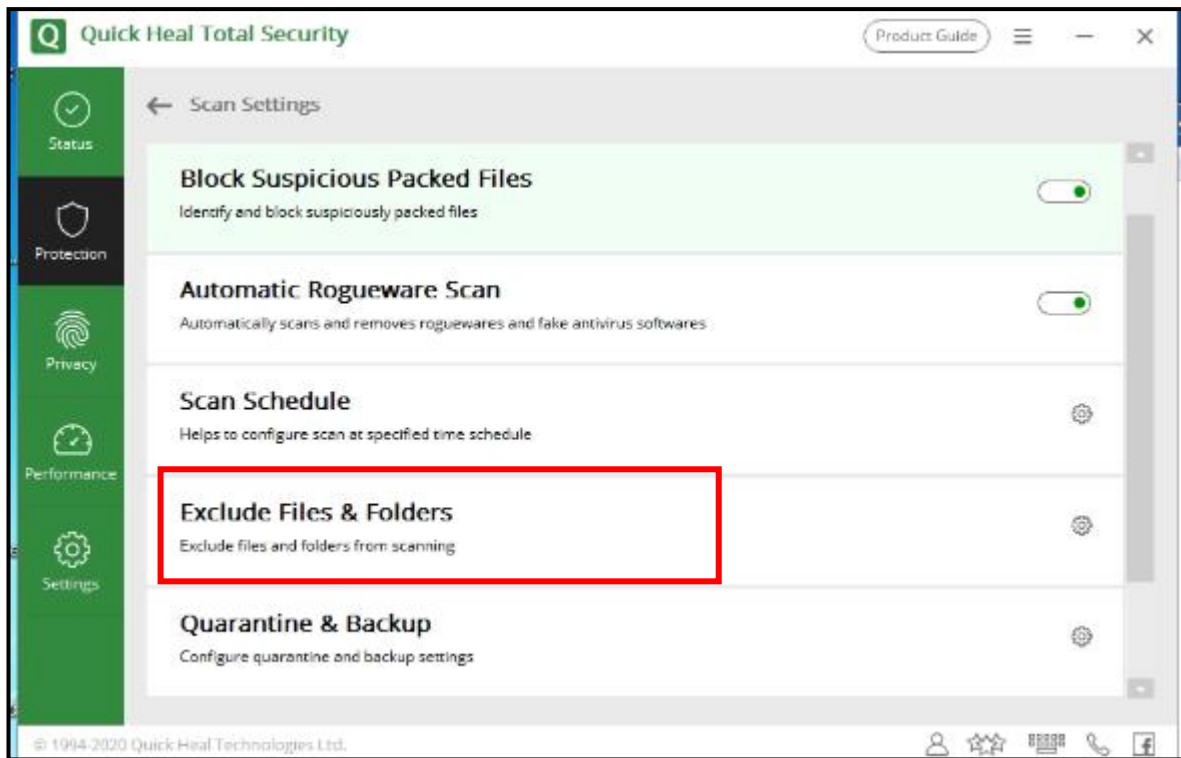 Q Quick Heal Total Security
Product Guide
Scan Settings
Status
Protection
Privacy
Performance
Settings
Block Suspicious Packed Files
Identify and block suspiciously packed files
Automatic Rogueware Scan
Automatically scans and removes roguewares and fake antivirus softwares
Scan Schedule
Helps to configure scan at specified time schedule
Exclude Files & Folders
Exclude files and folders from scanning
Quarantine & Backup
Configure quarantine and backup settings
© 1994-2020 Quick Heal Technologies Ltd.
f